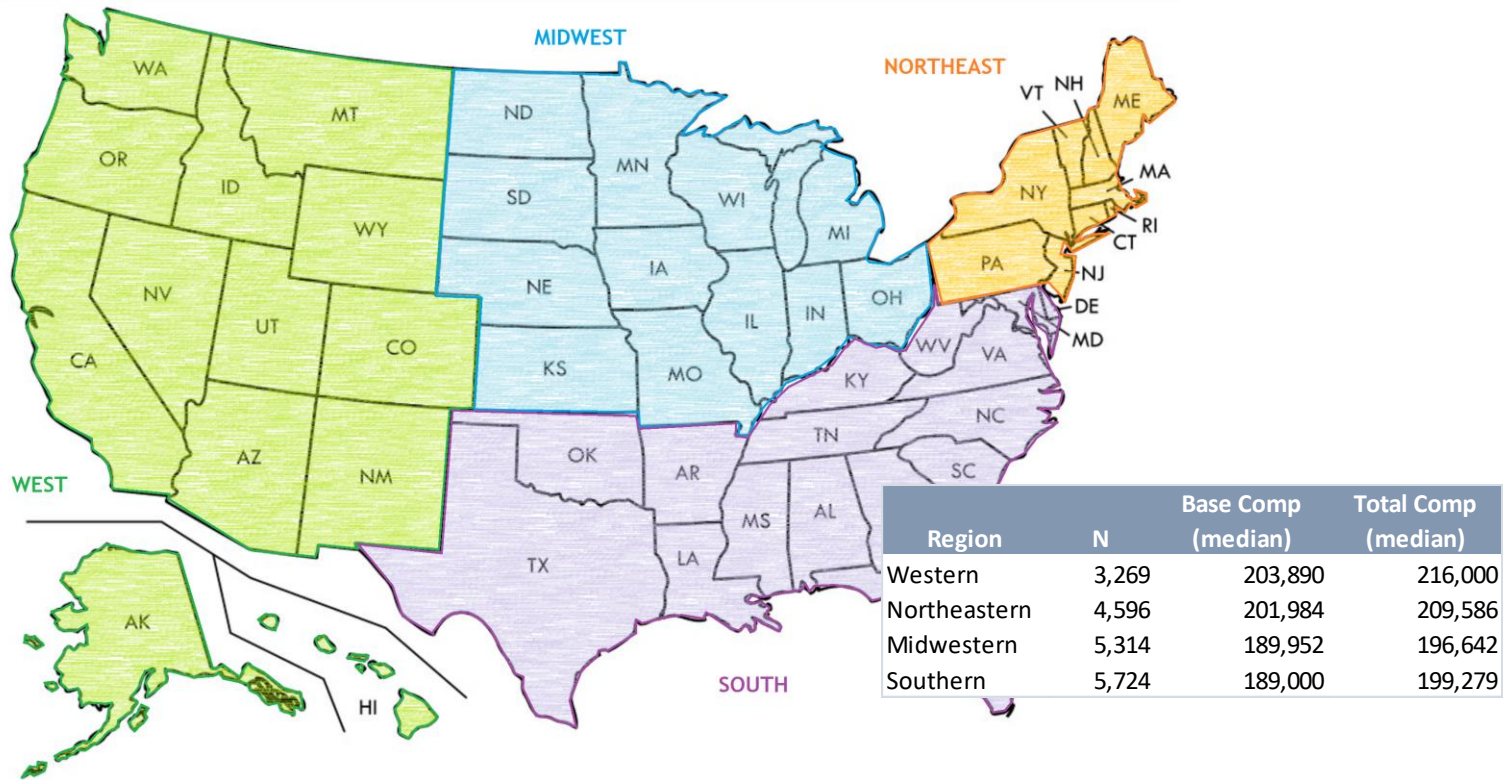 MIDWEST
NORTHEAST
WEST
SOUTH
WA
MT
OR
ID
WY
NV
UT
CO
CA
AZ
NM
AK
HI
ND
MN
SD
WI
MI
NE
IA
IL
IN
OH
KS
MO
VT
NH
ME
NY
MA
RI
CT
PA
NJ
DE
MD
WV
VA
KY
NC
TN
SC
OK
AR
MS
AL
LA
TX
Region N Base Comp (median) Total Comp (median)
Western 3,269 203,890 216,000
Northeastern 4,596 201,984 209,586
Midwestern 5,314 189,952 196,642
Southern 5,724 189,000 199,279